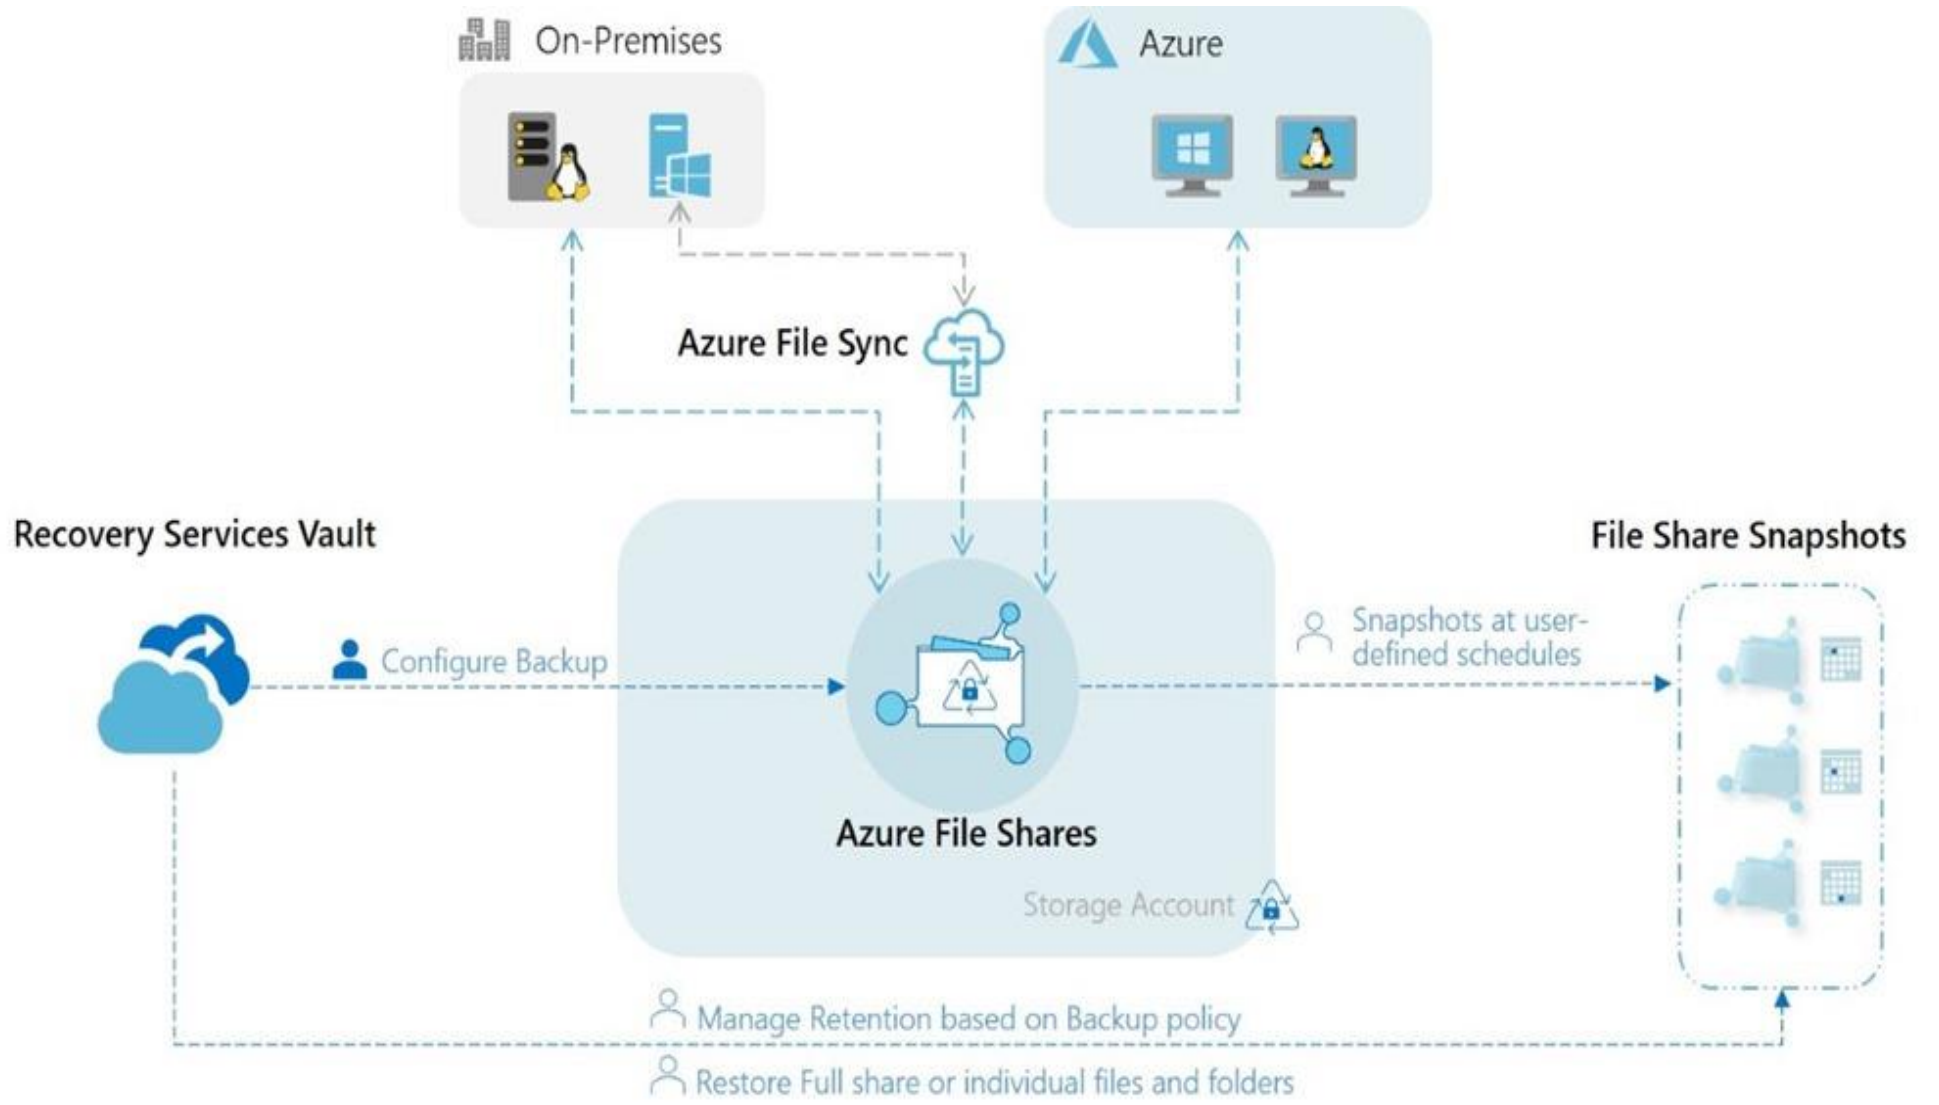 On-Premises
Azure
Azure File Sync
Recovery Services Vault
File Share Snapshots
Configure Backup
Snapshots at user-
defined schedules
Azure File Shares
Storage Account
Manage Retention based on Backup policy
Restore Full share or individual files and folders